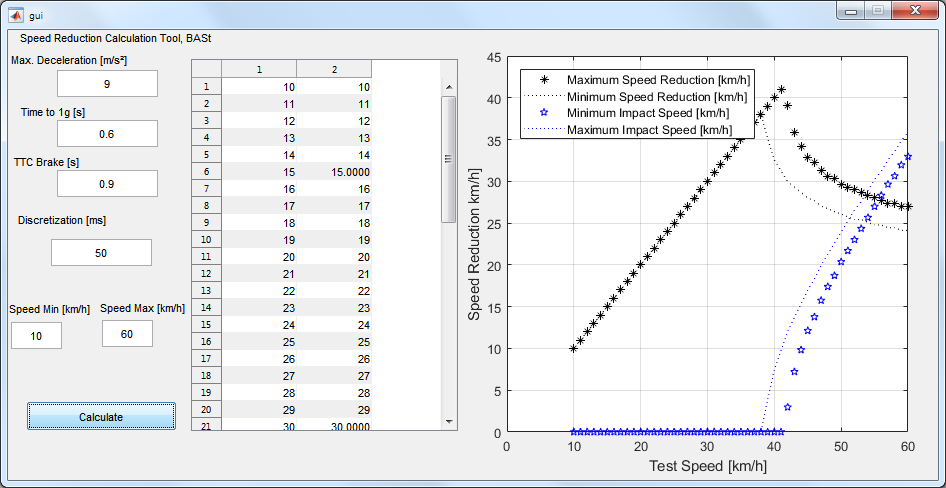 gui
Speed Reduction Calculation Tool, BASt
Max. Deceleration [m/s²]
9
Time to 1g [s]
0.6
TTC Brake [s]
0.9
Discretization [ms]
50
Speed Min [km/h]
Speed Max [km/h]
10
60
Calculate
1 2
1 10 10
2 11 11
3 12 12
4 13 13
5 14 14
6 15 15.0000
7 16 16
8 17 17
9 18 18
10 19 19
11 20 20
12 21 21
13 22 22
14 23 23
15 24 24
16 25 25
17 26 26
18 27 27
19 28 28
20 29 29
21 30 30.0000
Speed Reduction km/h]
45
40
35
30
25
20
15
10
5
0
Maximum Speed Reduction [km/h]
Minimum Speed Reduction [km/h]
Minimum Impact Speed [km/h]
Maximum Impact Speed [km/h]
0 10 20 30 40 50 60
Test Speed [km/h]